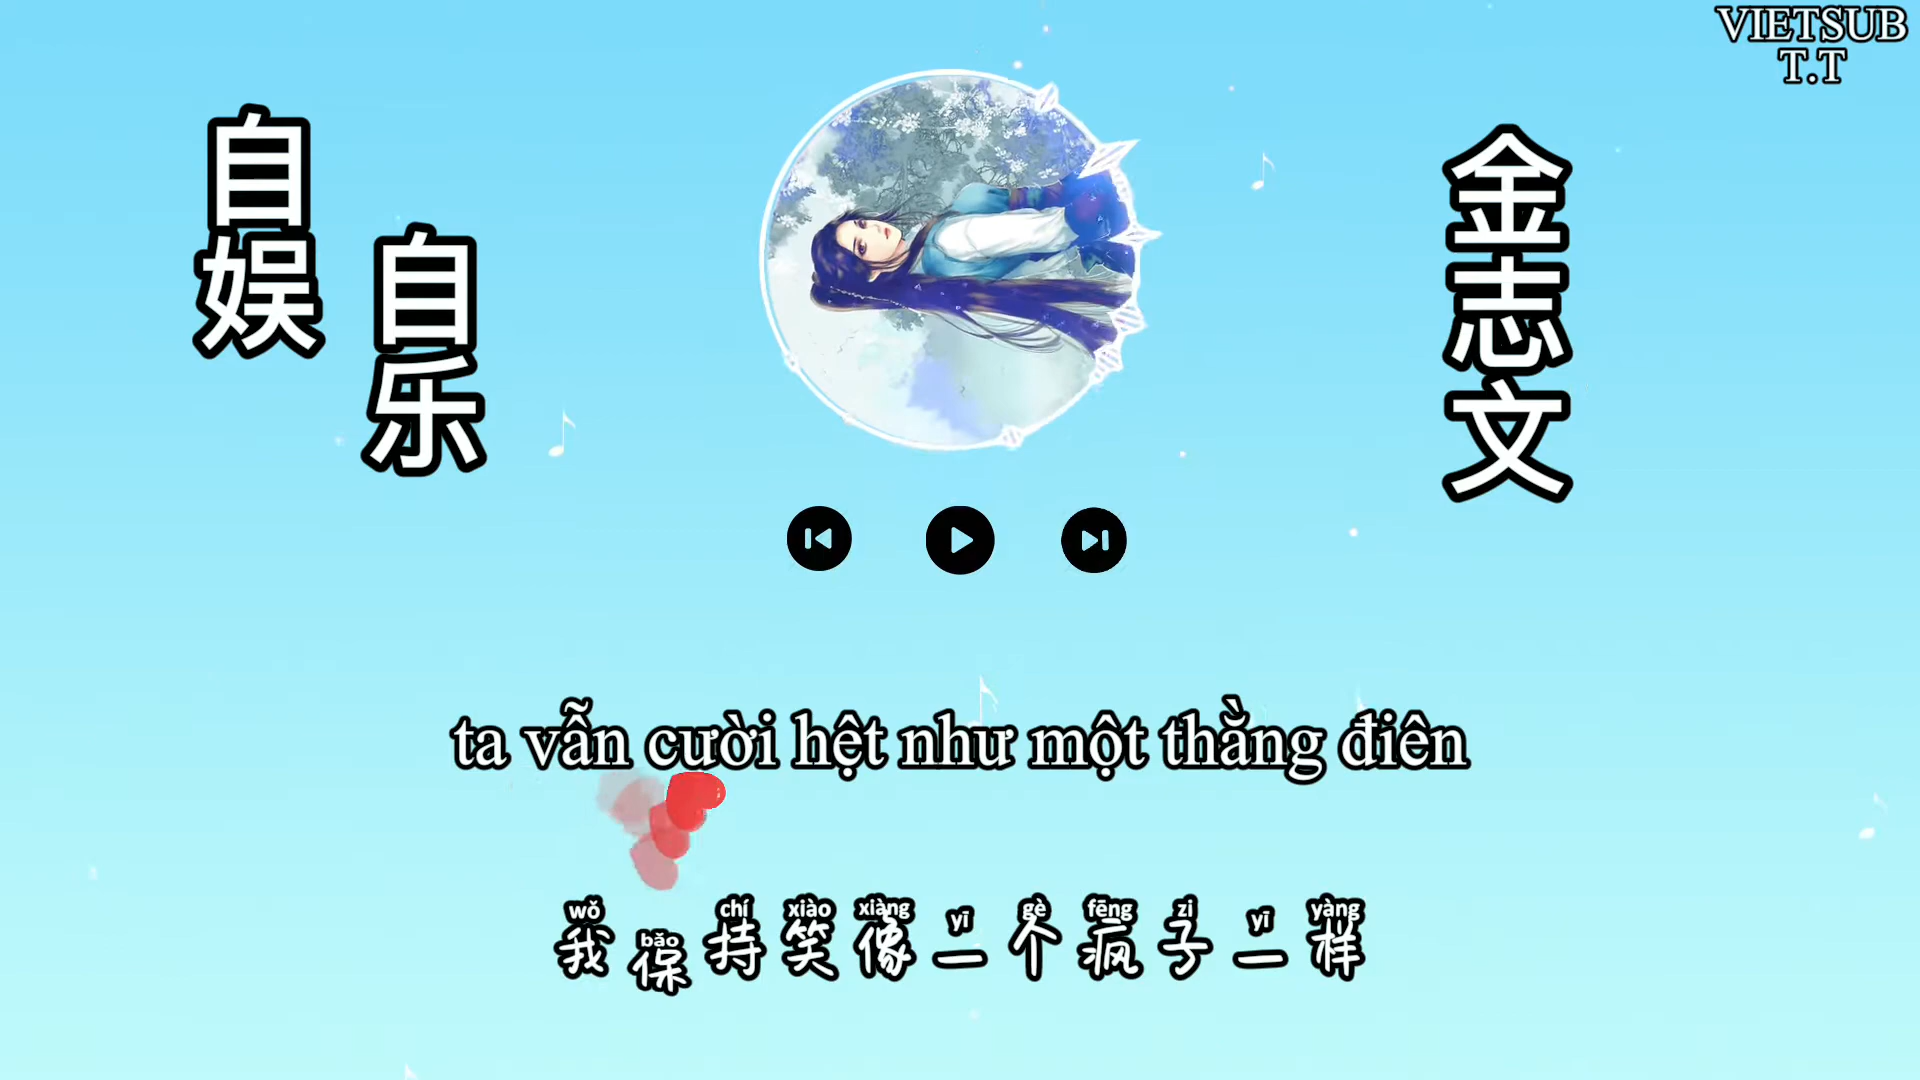 VIETSUB
T.T
自娱
自乐
金志文
ta vẫn cười hệt như một thằng điên
wǒ bǎo chí xiào xiàng yī gè fēng zi yī yàng
我保持笑像一个疯子一样